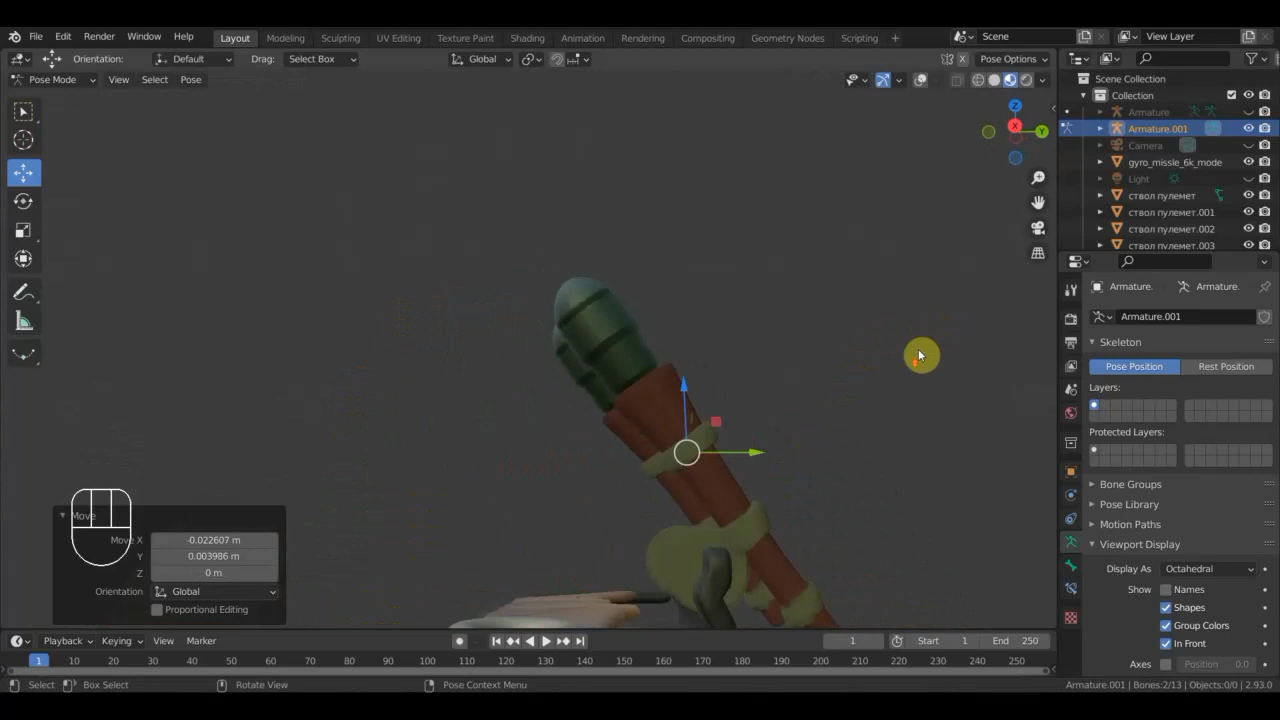 File Edit Render Window Help Layout Modeling Sculpting UV Editing Texture Paint Shading Animation Rendering Compositing Geometry Nodes Scripting + Scene View Layer
Orientation: Default Drag: Select Box Global X Pose Options
Pose Mode View Select Pose
Scene Collection
Collection
Armature
Armature.001
Camera
gyro_missle_6k_mode
Light
ствол пулемет
ствол пулемет.001
ствол пулемет.002
ствол пулемет.003
Z
X
Y
Armature. Armature.
Armature.001
Skeleton
Pose Position Rest Position
Layers:
Protected Layers:
Bone Groups
Pose Library
Motion Paths
Viewport Display
Display As Octahedral
Show Names
Shapes
Group Colors
In Front
Axes Position 0.0
Move
Move X -0.022607 m
Y 0.003986 m
Z 0 m
Orientation Global
Proportional Editing
Playback Keying View Marker 1 Start 1 End 250
1 10 20 30 40 50 60 70 80 90 100 110 120 130 140 150 160 170 180 190 200 210 220 230 240 250
Select Box Select Rotate View Pose Context Menu Armature.001 | Bones:2/13 | Objects:0/0 | 2.93.0